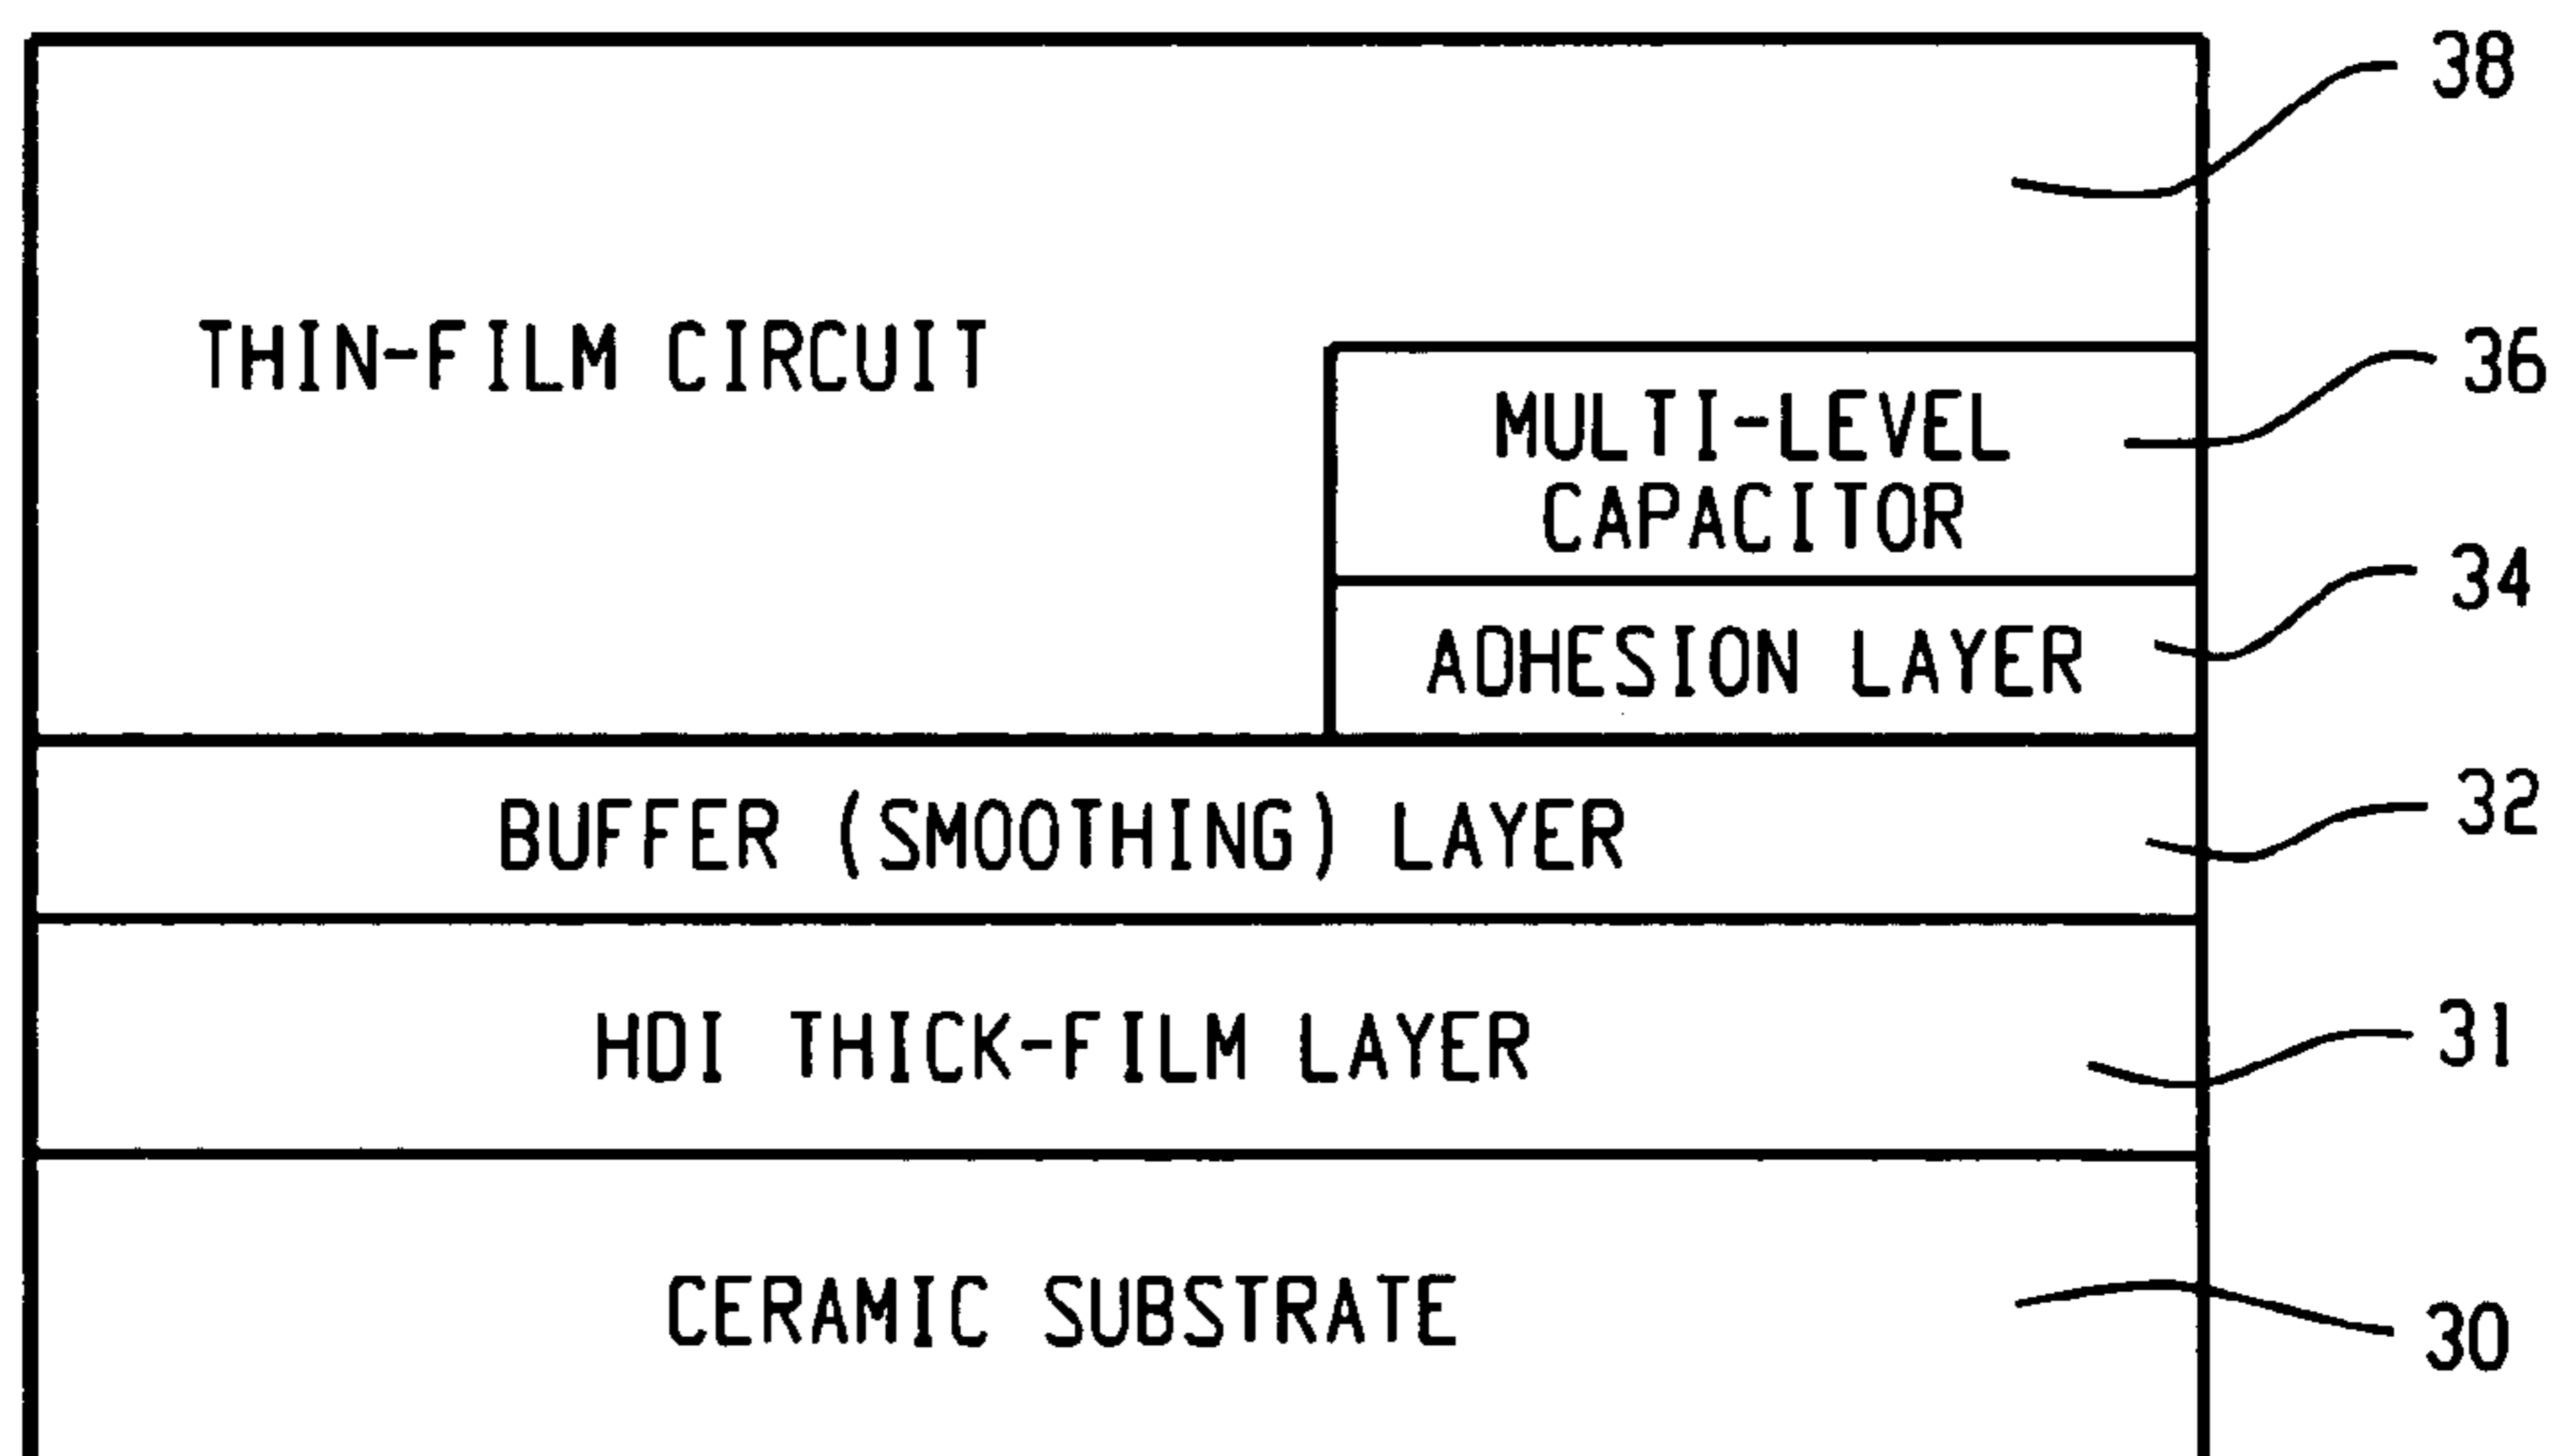 38
THIN-FILM CIRCUIT
36
MULTI-LEVEL
CAPACITOR
34
ADHESION LAYER
32
BUFFER (SMOOTHING) LAYER
31
HDI THICK-FILM LAYER
CERAMIC SUBSTRATE
30